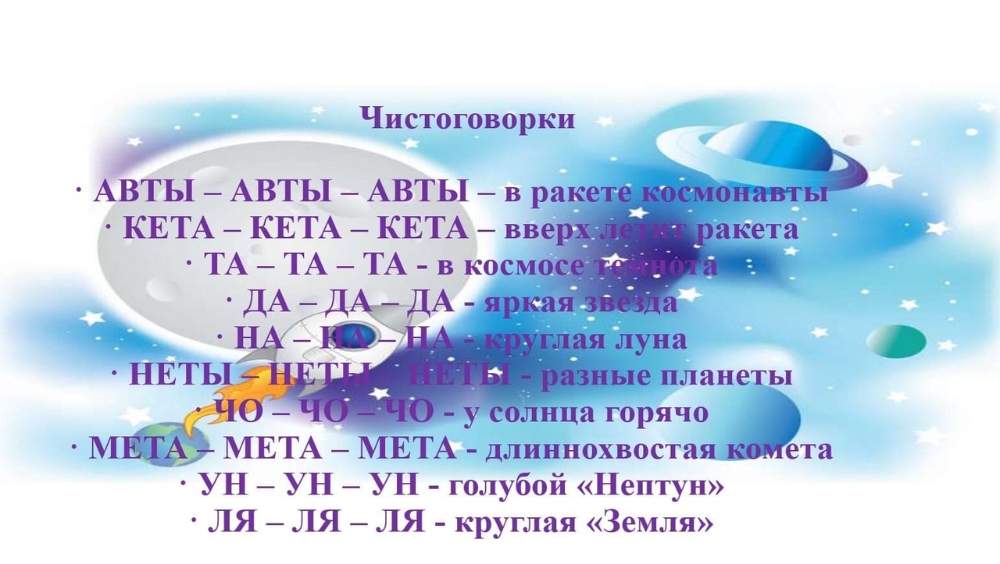 Чистоговорки
· АВТЫ – АВТЫ – АВТЫ – в ракете космонавты
· КЕТА – КЕТА – КЕТА – вверх летит ракета
· ТА – ТА – ТА - в космосе темнота
· ДА – ДА – ДА - яркая звезда
· НА – НА – НА - круглая луна
· НЕТЫ – НЕТЫ – НЕТЫ - разные планеты
· ЧО – ЧО – ЧО - у солнца горячо
· МЕТА – МЕТА – МЕТА - длиннохвостая комета
· УН – УН – УН - голубой «Нептун»
· ЛЯ – ЛЯ – ЛЯ - круглая «Земля»